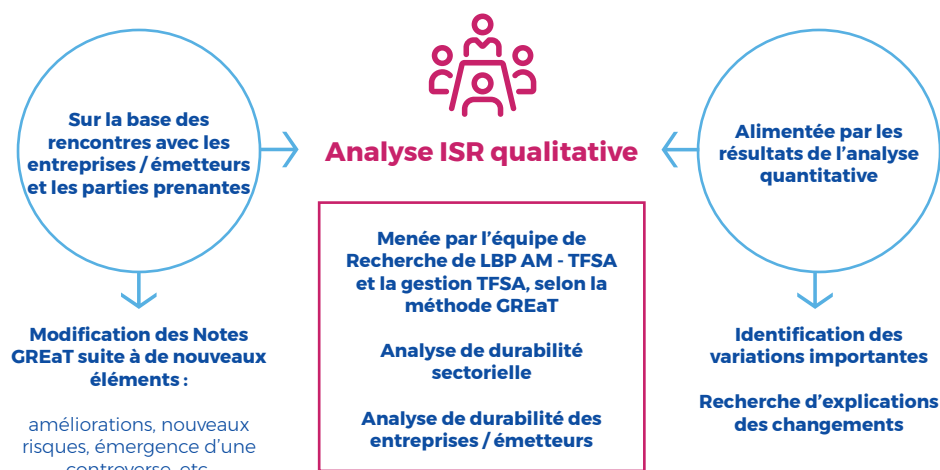 Sur la base des
rencontres avec les
entreprises / émetteurs
et les parties prenantes
Modification des Notes
GREaT suite à de nouveaux
éléments :
améliorations, nouveaux
risques, émergence d'une
controverse, etc.
Analyse ISR qualitative
Menée par l'équipe de
Recherche de LBP AM - TFSA
et la gestion TFSA, selon la
méthode GREaT
Analyse de durabilité
sectorielle
Analyse de durabilité des
entreprises / émetteurs
Alimentée par les
résultats de l'analyse
quantitative
Identification des
variations importantes
Recherche d'explications
des changements